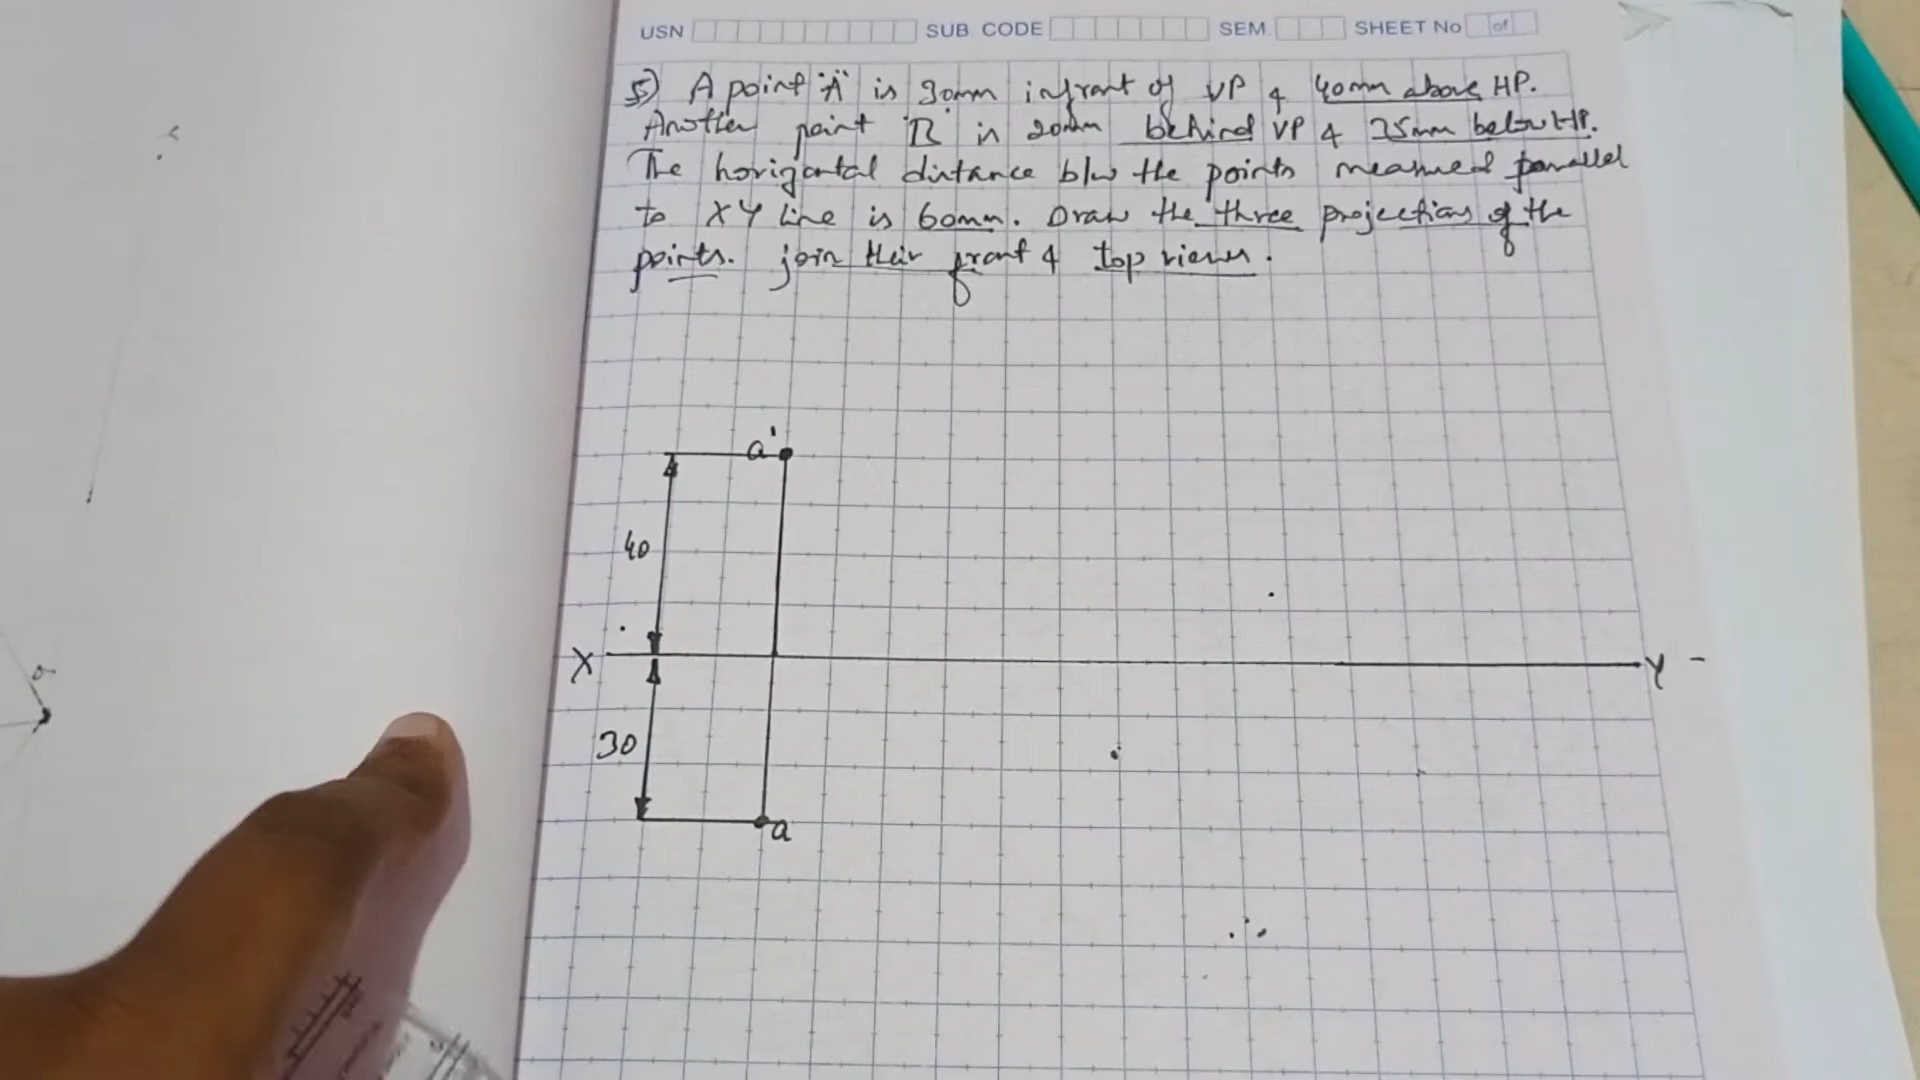 USN SUB. CODE SEM. SHEET No of
5) A point "A" is 30mm infront of VP & 40mm above HP.
Another point 'B' is 20mm behind VP & 35mm below HP.
The horizontal distance b/w the points measured parallel
to XY line is 60mm. Draw the three projections of the
points. join their front & top views.
a'
40
X Y
30
a